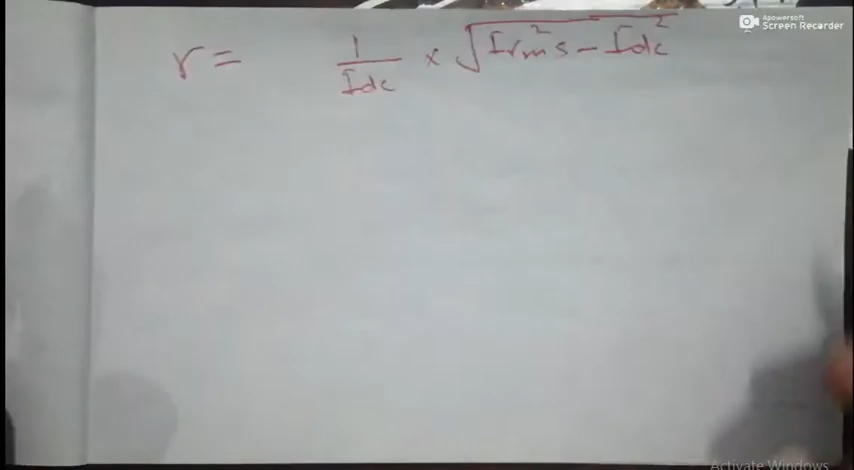 r = 1/Idc × √(Irms² − Idc²)
Apowersoft
Screen Recorder
Activate Windows